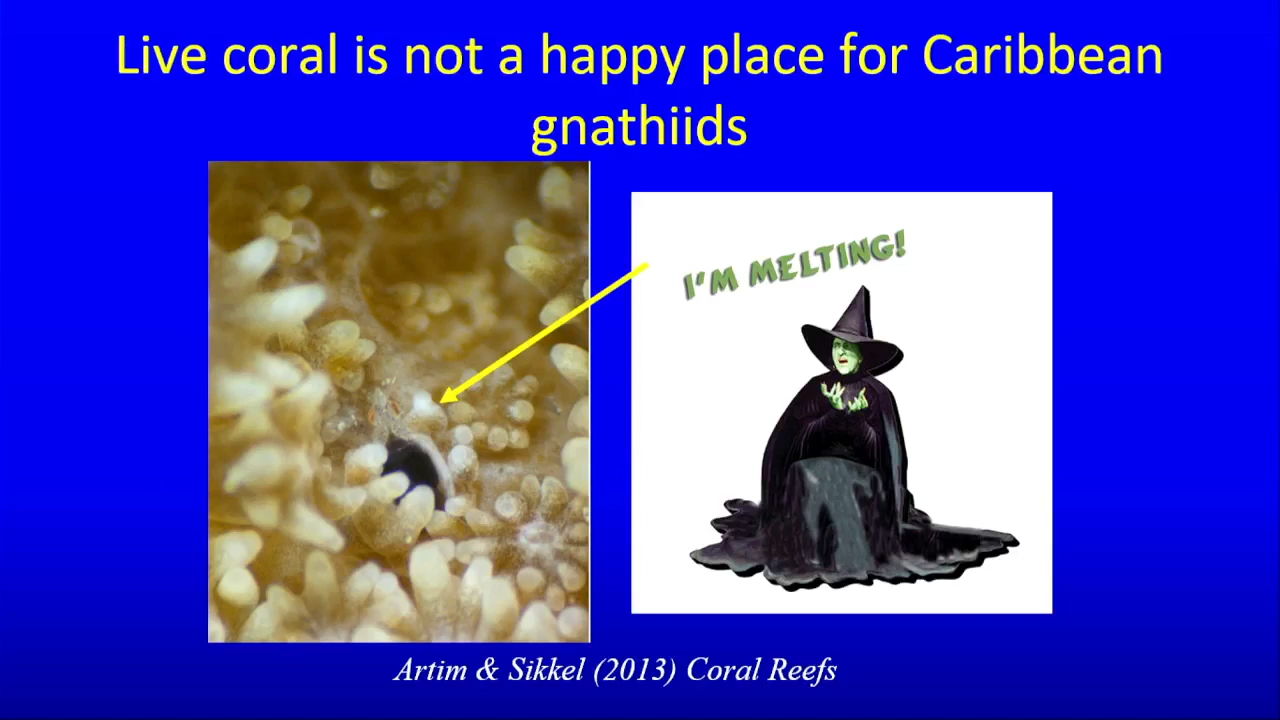 Live coral is not a happy place for Caribbean
gnathiids
I'M MELTING!
Artim & Sikkel (2013) Coral Reefs